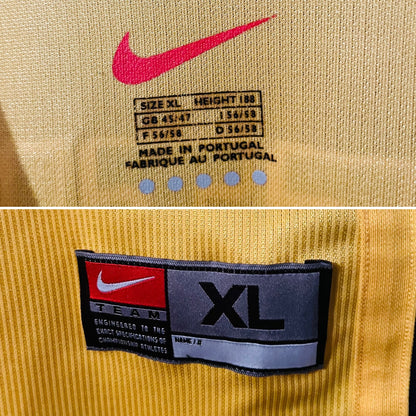 SIZE XL HEIGHT 188
GB 45/47 I 56/58
F 56/58 D 56/58
MADE IN PORTUGAL
FABRIQUE AU PORTUGAL
TEAM
ENGINEERED TO THE
EXACT SPECIFICATIONS OF
CHAMPIONSHIP ATHLETES
XL
NAME / #